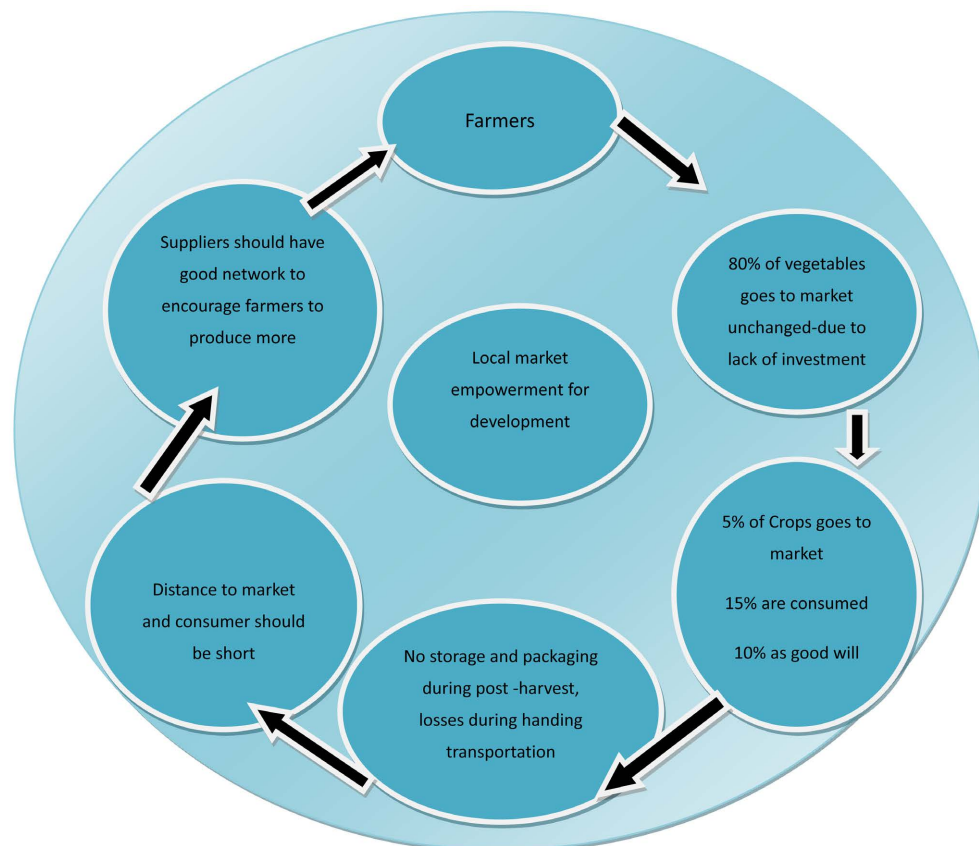 Farmers
80% of vegetables
goes to market
unchanged-due to
lack of investment
5% of Crops goes to
market
15% are consumed
10% as good will
No storage and packaging
during post -harvest,
losses during handing
transportation
Distance to market
and consumer should
be short
Suppliers should have
good network to
encourage farmers to
produce more
Local market
empowerment for
development